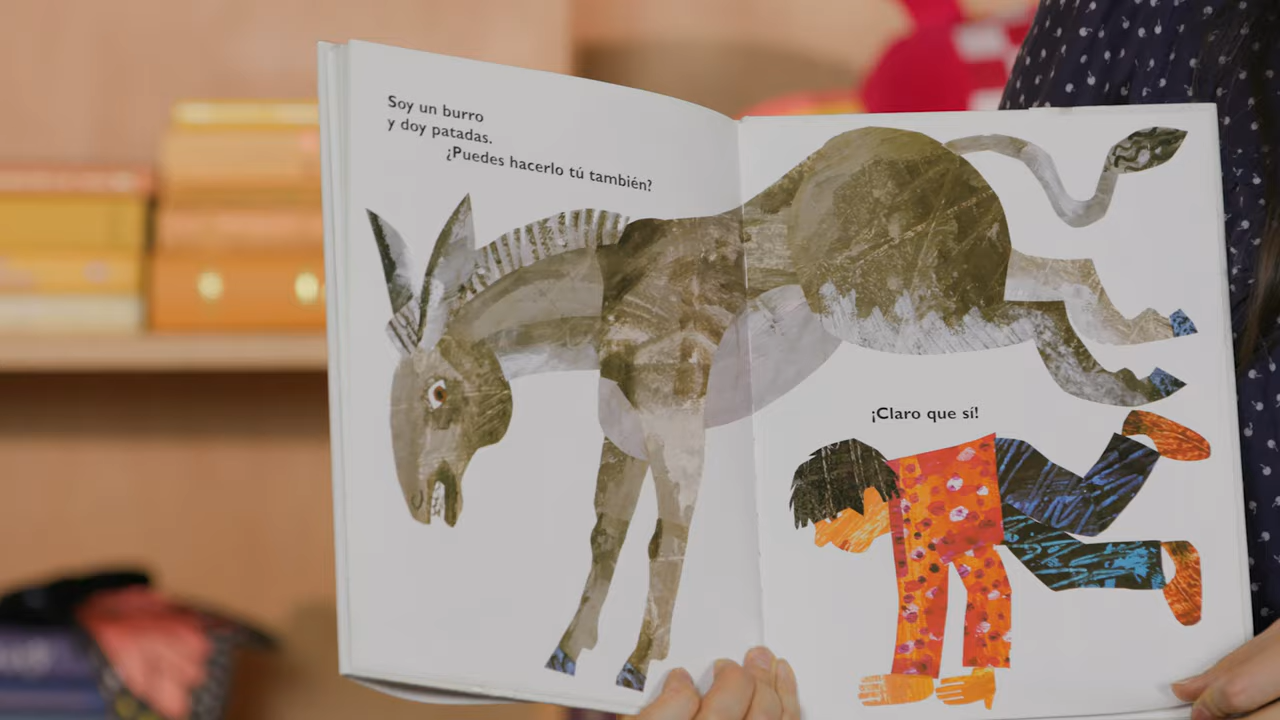 Soy un burro
y doy patadas.
¿Puedes hacerlo tú también?
¡Claro que sí!